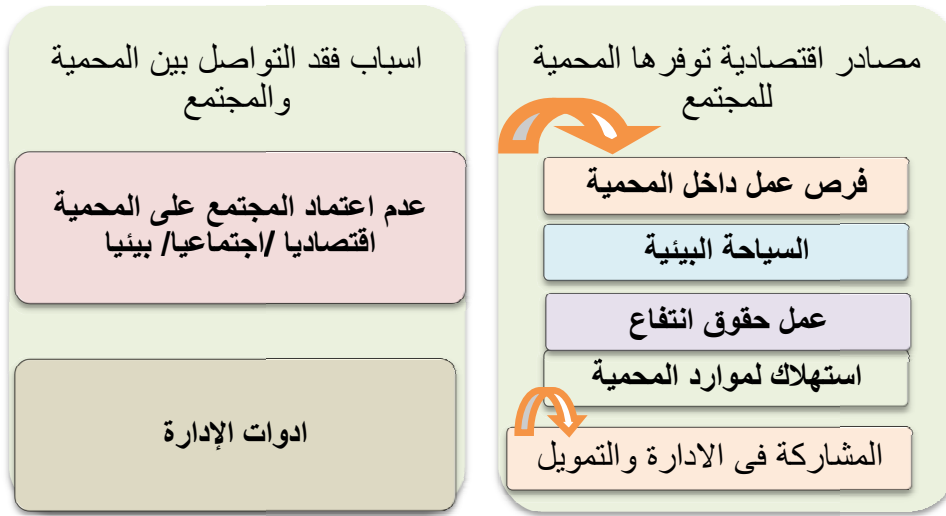 مصادر اقتصادية توفرها المحمية
للمجتمع
فرص عمل داخل المحمية
السياحة البيئية
عمل حقوق انتفاع
استهلاك لموارد المحمية
المشاركة فى الادارة والتمويل
اسباب فقد التواصل بين المحمية
والمجتمع
عدم اعتماد المجتمع على المحمية
اقتصاديا /اجتماعيا/ بيئيا
ادوات الإدارة